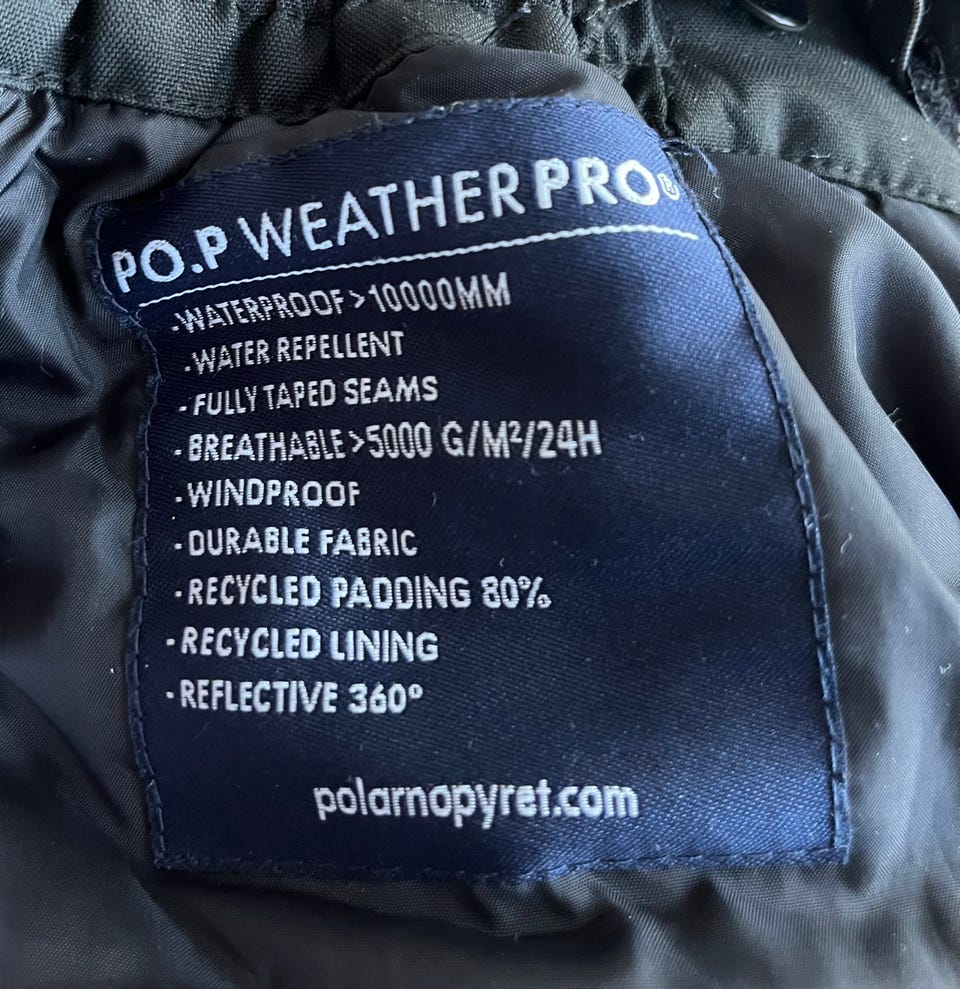 PO.P WEATHERPRO®
-WATERPROOF>10000MM
-WATER REPELLENT
-FULLY TAPED SEAMS
-BREATHABLE>5000 G/M²/24H
-WINDPROOF
-DURABLE FABRIC
-RECYCLED PADDING 80%
-RECYCLED LINING
-REFLECTIVE 360°
polarnopyret.com